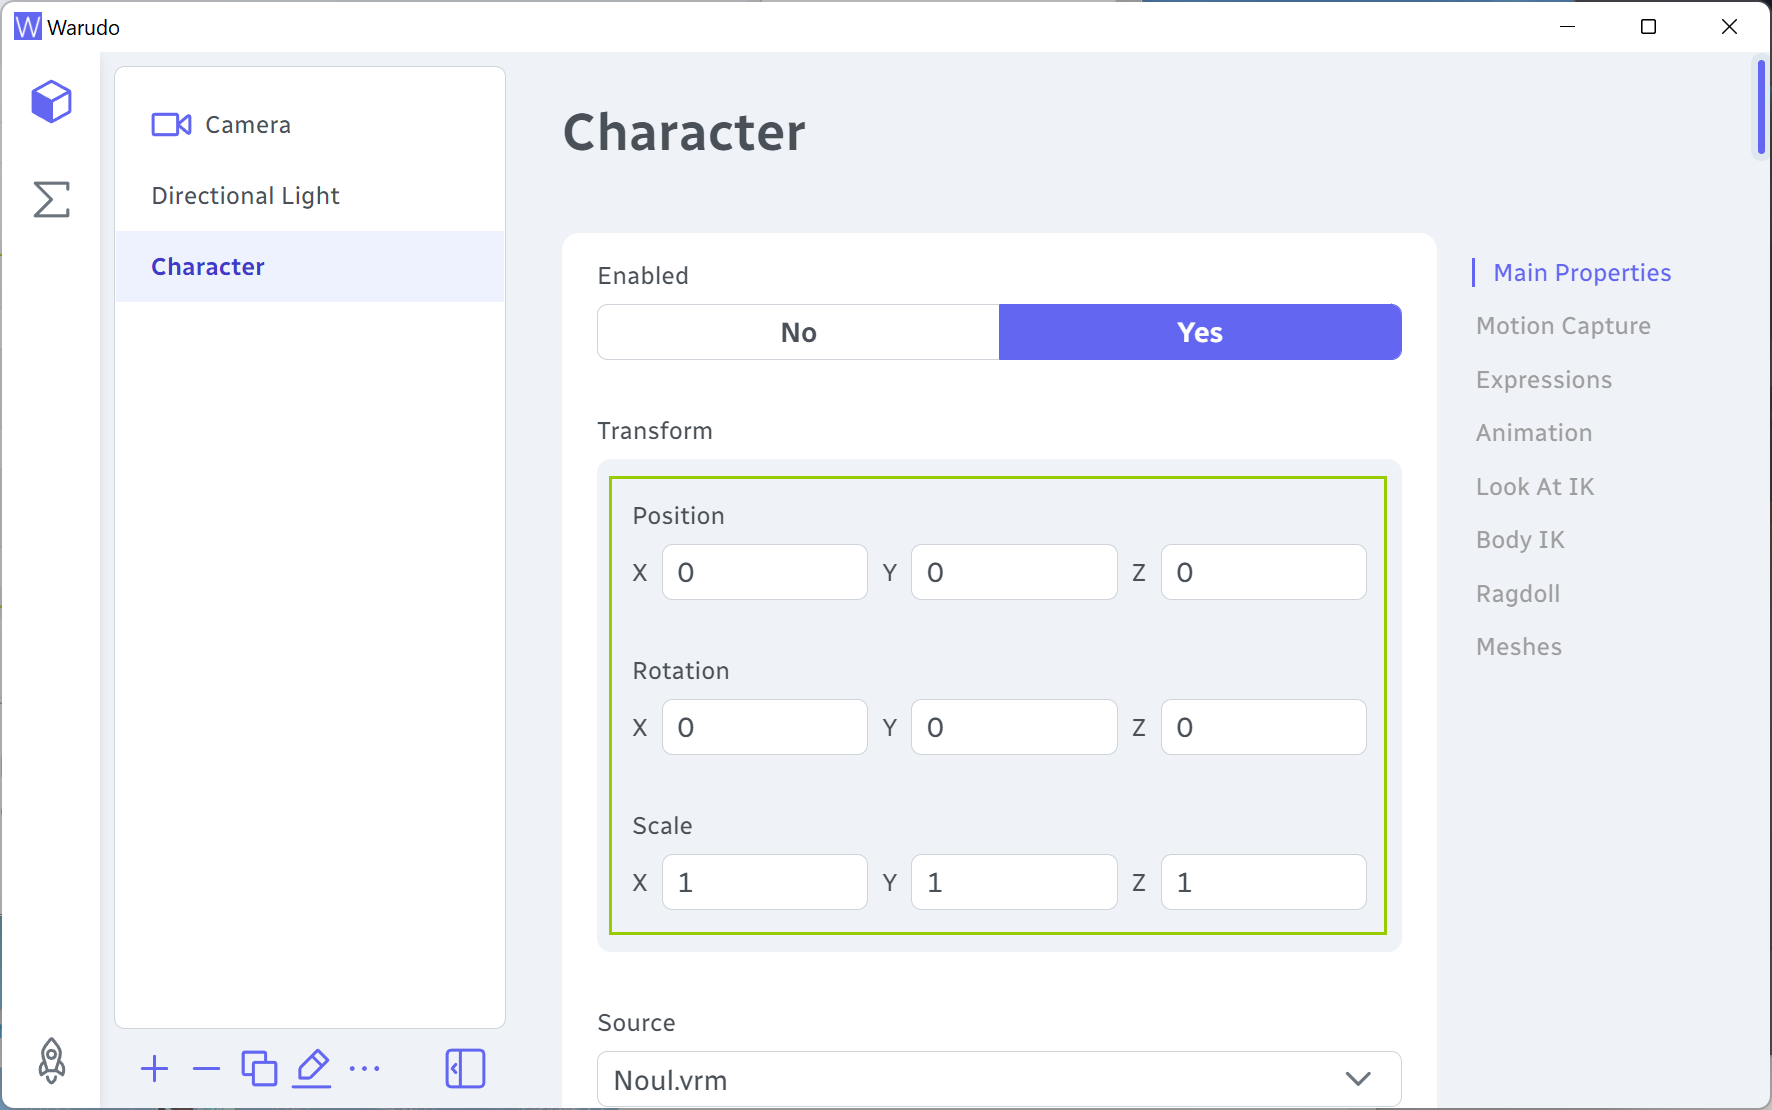 Warudo
Camera
Directional Light
Character
Character
Enabled
No Yes
Transform
Position
X 0 Y 0 Z 0
Rotation
X 0 Y 0 Z 0
Scale
X 1 Y 1 Z 1
Source
Noul.vrm
Main Properties
Motion Capture
Expressions
Animation
Look At IK
Body IK
Ragdoll
Meshes